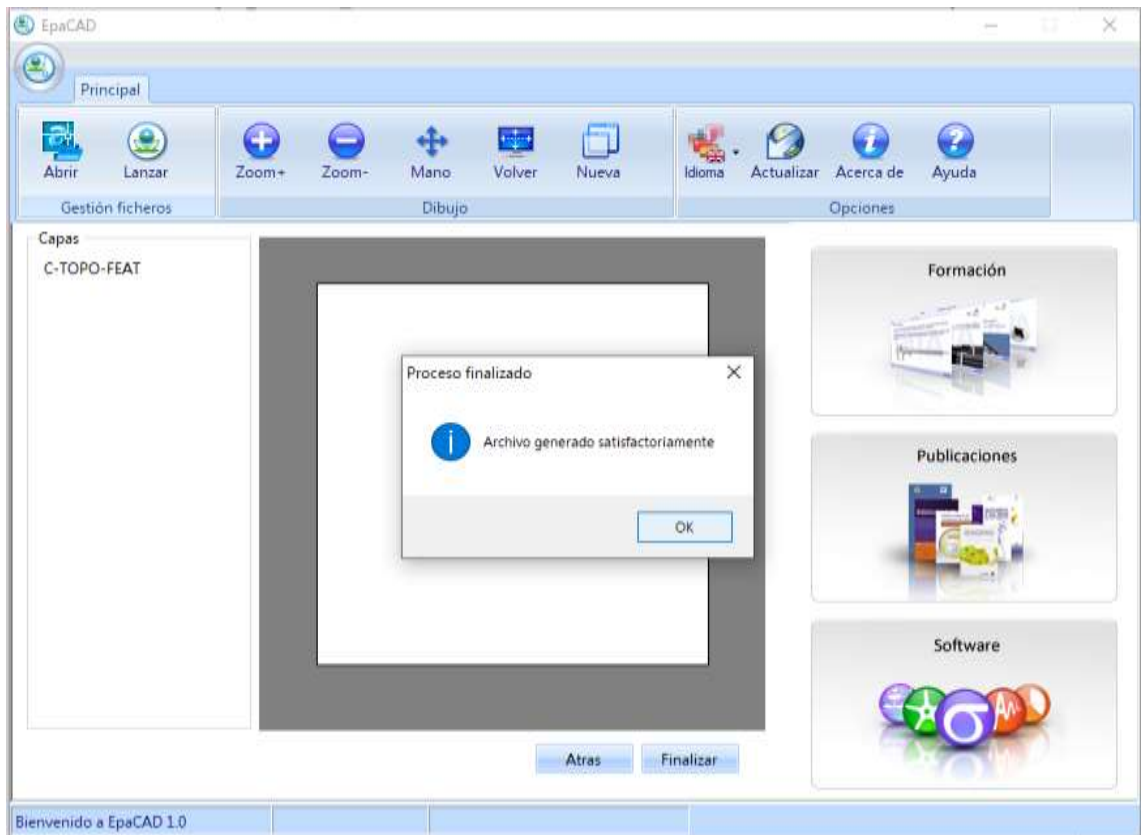 EpaCAD
Principal
Abrir Lanzar Zoom+ Zoom- Mano Volver Nueva Idioma Actualizar Acerca de Ayuda
Gestión ficheros Dibujo Opciones
Capas
C-TOPO-FEAT
Formación
Proceso finalizado
Archivo generado satisfactoriamente
OK
Publicaciones
Software
Atras Finalizar
Bienvenido a EpaCAD 1.0